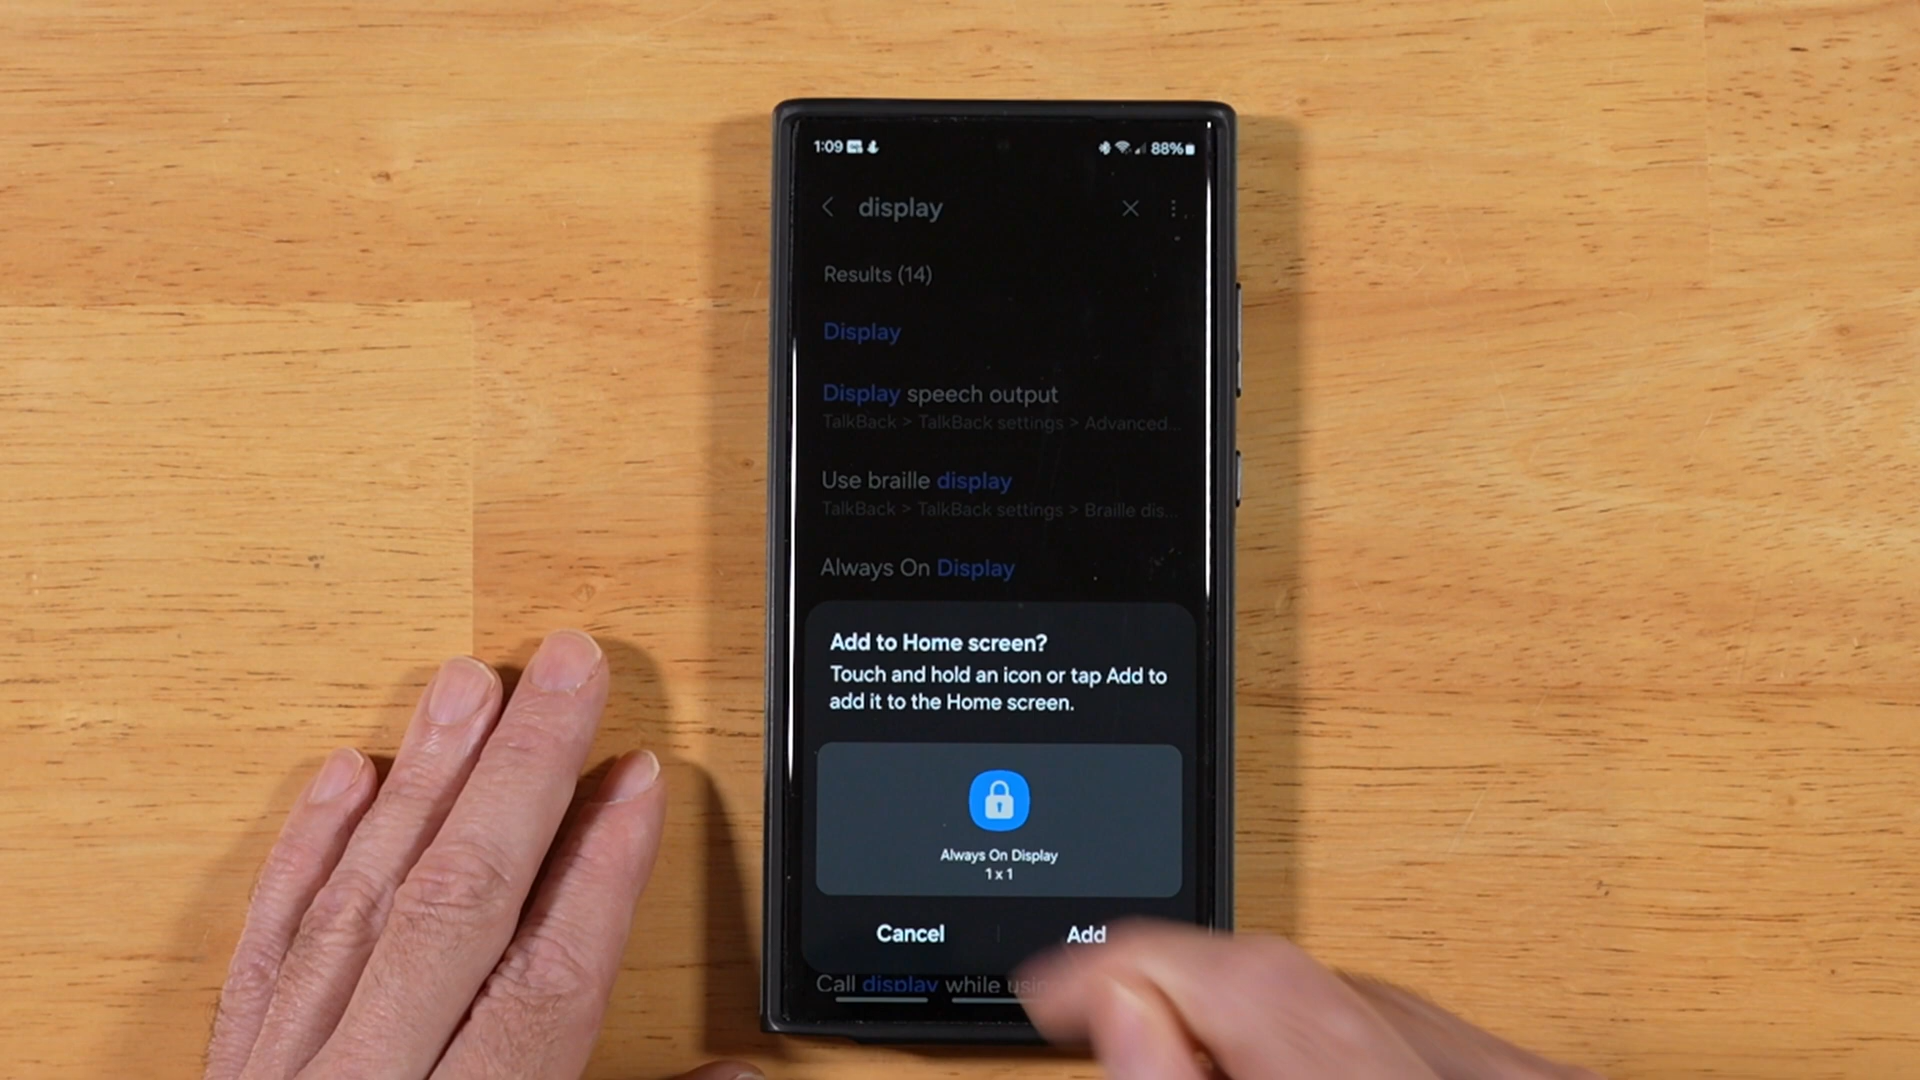 1:09
88%
display
Results (14)
Display
Display speech output
TalkBack > TalkBack settings > Advanced...
Use braille display
TalkBack > TalkBack settings > Braille dis...
Always On Display
Add to Home screen?
Touch and hold an icon or tap Add to
add it to the Home screen.
Always On Display
1 x 1
Cancel
Add
Call display while using